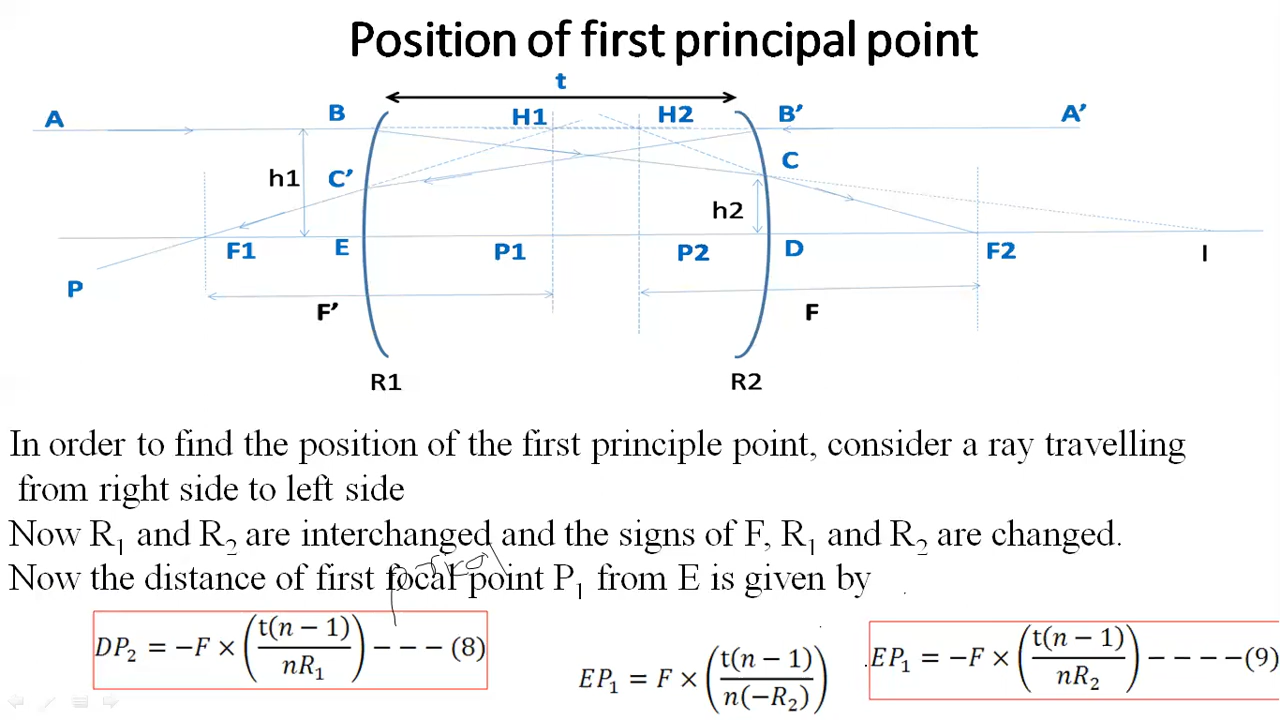 Position of first principal point
t
A B H1 H2 B’ A’
C
h1 C’
h2
F1 E P1 P2 D F2 I
P
F’ F
R1 R2
In order to find the position of the first principle point, consider a ray travelling
from right side to left side
Now R₁ and R₂ are interchanged and the signs of F, R₁ and R₂ are changed.
Now the distance of first focal point P₁ from E is given by
DP₂ = −F × (t(n − 1)/nR₁) − − − (8)
EP₁ = F × (t(n − 1)/n(−R₂))
EP₁ = −F × (t(n − 1)/nR₂) − − − −(9)